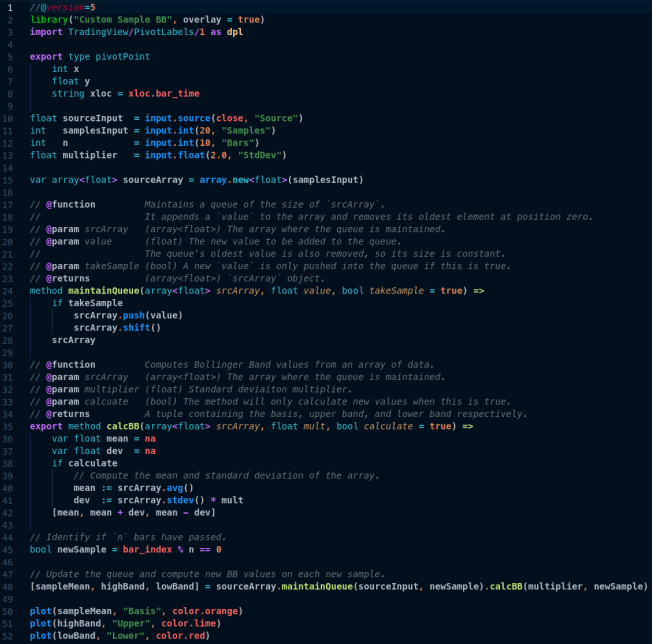 1 //@version=5
2 library("Custom Sample BB", overlay = true)
3 import TradingView/PivotLabels/1 as dpl
4
5 export type pivotPoint
6     int x
7     float y
8     string xloc = xloc.bar_time
9
10 float sourceInput  = input.source(close, "Source")
11 int   samplesInput = input.int(20, "Samples")
12 int   n            = input.int(10, "Bars")
13 float multiplier   = input.float(2.0, "StdDev")
14
15 var array<float> sourceArray = array.new<float>(samplesInput)
16
17 // @function         Maintains a queue of the size of `srcArray`.
18 //                   It appends a `value` to the array and removes its oldest element at position zero.
19 // @param srcArray   (array<float>) The array where the queue is maintained.
20 // @param value      (float) The new value to be added to the queue.
21 //                   The queue's oldest value is also removed, so its size is constant.
22 // @param takeSample (bool) A new `value` is only pushed into the queue if this is true.
23 // @returns          (array<float>) `srcArray` object.
24 method maintainQueue(array<float> srcArray, float value, bool takeSample = true) =>
25     if takeSample
26         srcArray.push(value)
27         srcArray.shift()
28     srcArray
29
30 // @function         Computes Bollinger Band values from an array of data.
31 // @param srcArray   (array<float>) The array where the queue is maintained.
32 // @param multiplier (float) Standard deviaiton multiplier.
33 // @param calcuate   (bool) The method will only calculate new values when this is true.
34 // @returns          A tuple containing the basis, upper band, and lower band respectively.
35 export method calcBB(array<float> srcArray, float mult, bool calculate = true) =>
36     var float mean = na
37     var float dev  = na
38     if calculate
39         // Compute the mean and standard deviation of the array.
40         mean := srcArray.avg()
41         dev  := srcArray.stdev() * mult
42     [mean, mean + dev, mean - dev]
43
44 // Identify if `n` bars have passed.
45 bool newSample = bar_index % n == 0
46
47 // Update the queue and compute new BB values on each new sample.
48 [sampleMean, highBand, lowBand] = sourceArray.maintainQueue(sourceInput, newSample).calcBB(multiplier, newSample)
49
50 plot(sampleMean, "Basis", color.orange)
51 plot(highBand, "Upper", color.lime)
52 plot(lowBand, "Lower", color.red)